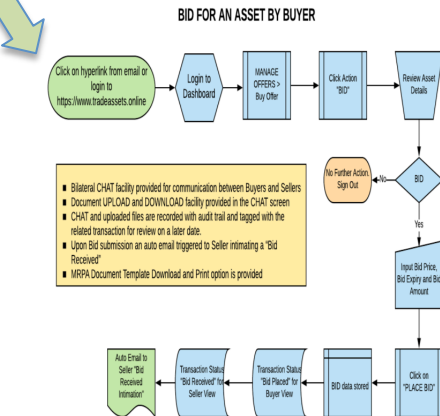 BID FOR AN ASSET BY BUYER
Click on hyperlink from email or
login to
https://www.tradeassets.online
Login to
Dashboard
MANAGE
OFFERS >
Buy Offer
Click Action
"BID"
Review Asset
Details
BID
No
No Further Action.
Sign Out
Yes
Input Bid Price,
Bid Expiry and Bid
Amount
Click on
"PLACE BID"
BID data stored
Transaction Status
"Bid Placed" for
Buyer View
Transaction Status
"Bid Received" for
Seller View
Auto Email to
Seller "Bid
Received
Intimation"
■ Bilateral CHAT facility provided for communication between Buyers and Sellers
■ Document UPLOAD and DOWNLOAD facility provided in the CHAT screen
■ CHAT and uploaded files are recorded with audit trail and tagged with the
related transaction for review on a later date.
■ Upon Bid submission an auto email triggered to Seller intimating a "Bid
Received"
■ MRPA Document Template Download and Print option is provided